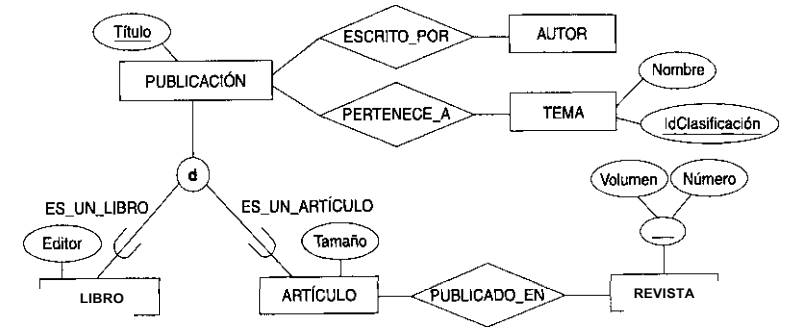 Título
ESCRITO_POR
AUTOR
PUBLICACIÓN
Nombre
PERTENECE_A
TEMA
IdClasificación
d
Volumen
Número
ES_UN_LIBRO
ES_UN_ARTÍCULO
Editor
Tamaño
LIBRO
ARTÍCULO
PUBLICADO_EN
REVISTA